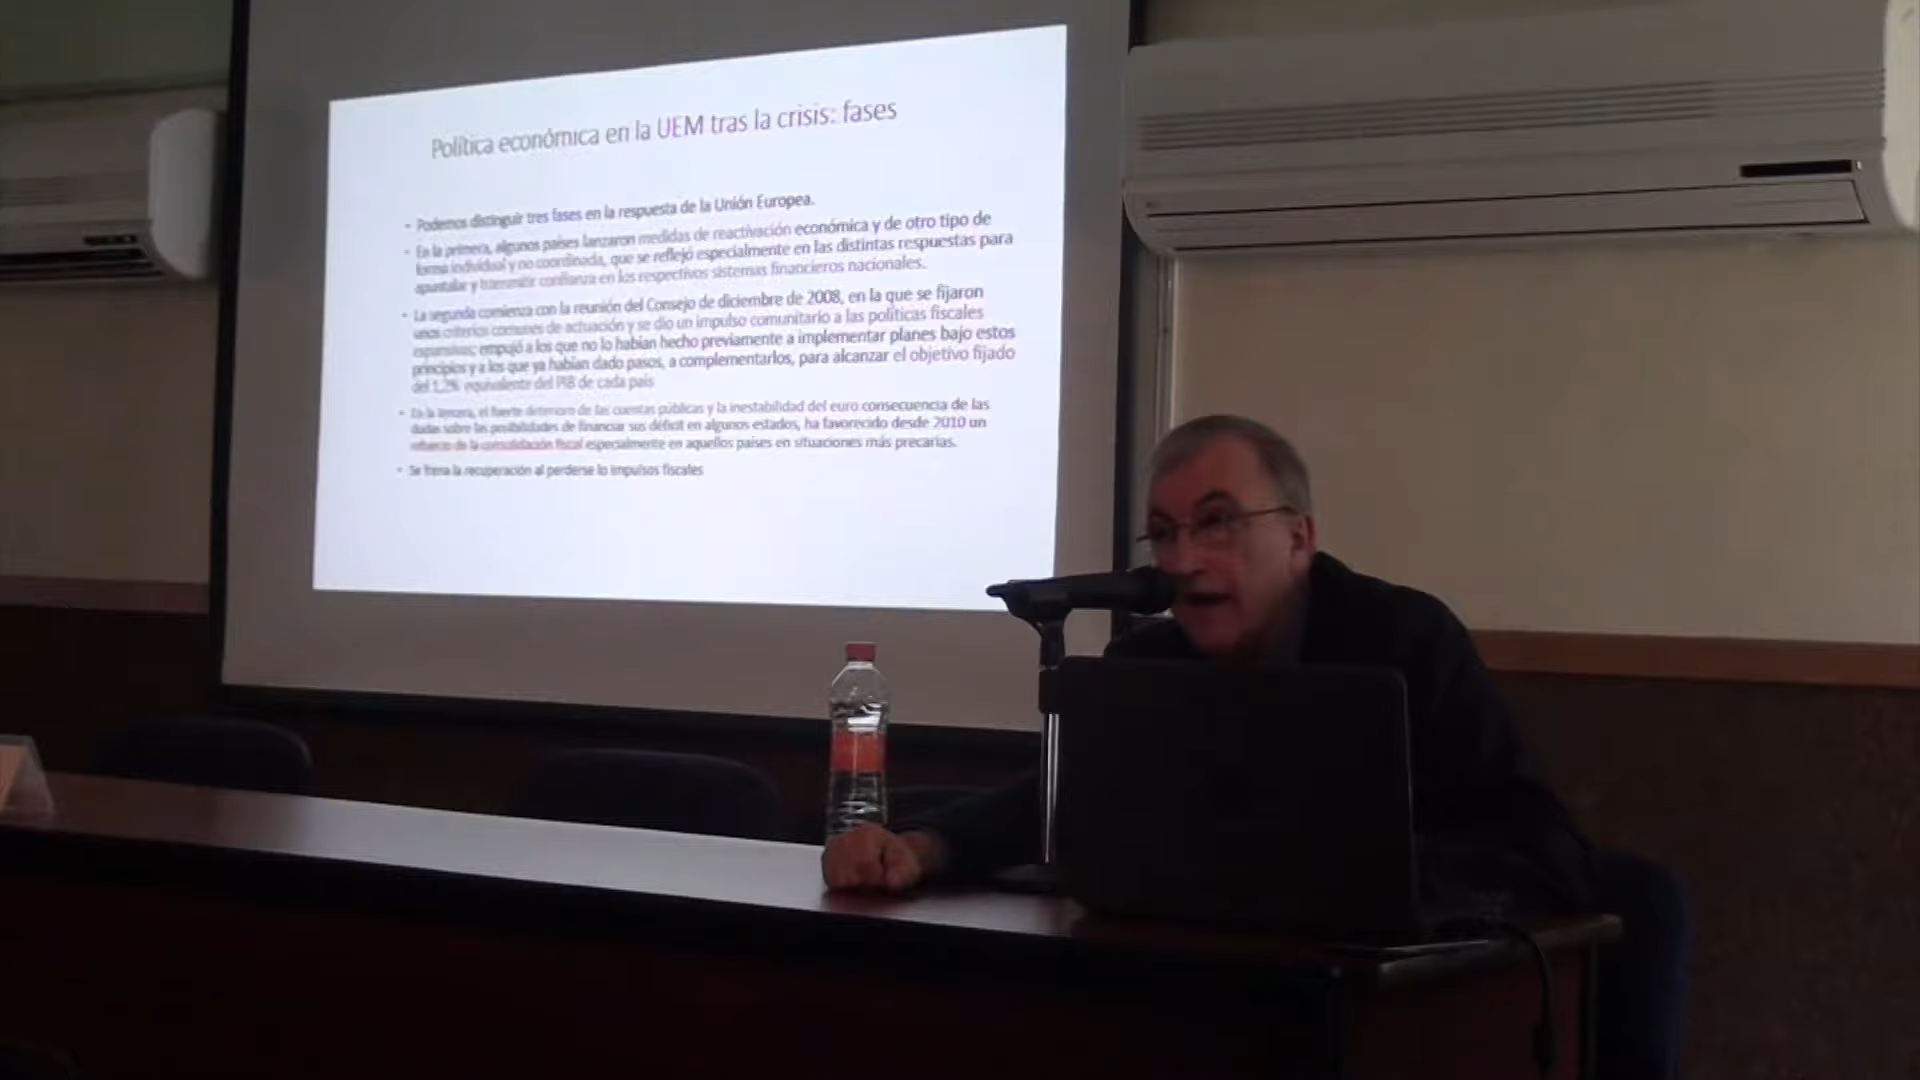 Política económica en la UEM tras la crisis: fases
• Podemos distinguir tres fases en la respuesta de la Unión Europea.
• En la primera, algunos países lanzaron medidas de reactivación económica y de otro tipo de
forma individual y no coordinada, que se reflejó especialmente en las distintas respuestas para
apuntalar y transmitir confianza en los respectivos sistemas financieros nacionales.
• La segunda comienza con la reunión del Consejo de diciembre de 2008, en la que se fijaron
unos criterios comunes de actuación y se dio un impulso comunitario a las políticas fiscales
expansivas; empujó a los que no lo habían hecho previamente a implementar planes bajo estos
principios y a los que ya habían dado pasos, a complementarlos, para alcanzar el objetivo fijado
del 1,2% equivalente del PIB de cada país
• En la tercera, el fuerte deterioro de las cuentas públicas y la inestabilidad del euro consecuencia de las
dudas sobre las posibilidades de financiar sus déficit en algunos estados, ha favorecido desde 2010 un
refuerzo de la consolidación fiscal especialmente en aquellos países en situaciones más precarias.
• Se frena la recuperación al perderse lo impulsos fiscales